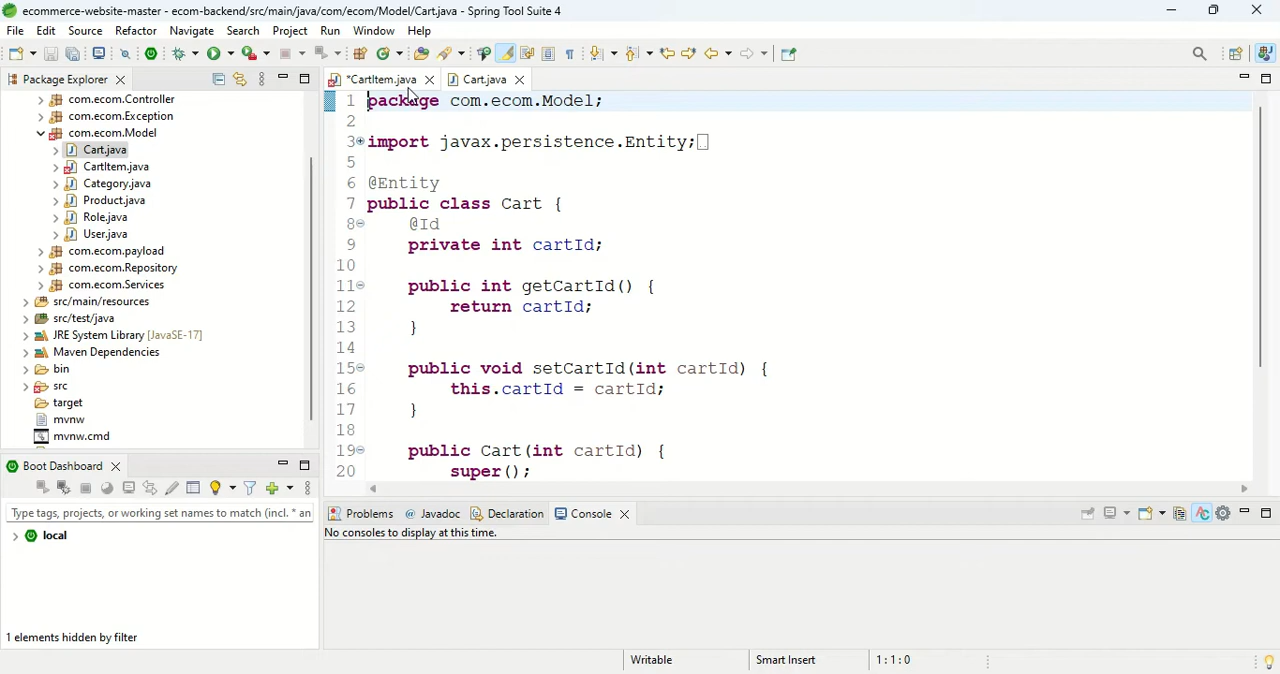 ecommerce-website-master - ecom-backend/src/main/java/com/ecom/Model/Cart.java - Spring Tool Suite 4
File Edit Source Refactor Navigate Search Project Run Window Help
Package Explorer
com.ecom.Controller
com.ecom.Exception
com.ecom.Model
Cart.java
CartItem.java
Category.java
Product.java
Role.java
User.java
com.ecom.payload
com.ecom.Repository
com.ecom.Services
src/main/resources
src/test/java
JRE System Library [JavaSE-17]
Maven Dependencies
bin
src
target
mvnw
mvnw.cmd
*CartItem.java Cart.java
1 package com.ecom.Model;
2
3 import javax.persistence.Entity;
5
6 @Entity
7 public class Cart {
8 @Id
9 private int cartId;
10
11 public int getCartId() {
12 return cartId;
13 }
14
15 public void setCartId(int cartId) {
16 this.cartId = cartId;
17 }
18
19 public Cart(int cartId) {
20 super();
Boot Dashboard
Type tags, projects, or working set names to match (incl. * an
local
1 elements hidden by filter
Problems @ Javadoc Declaration Console
No consoles to display at this time.
Writable Smart Insert 1 : 1 : 0